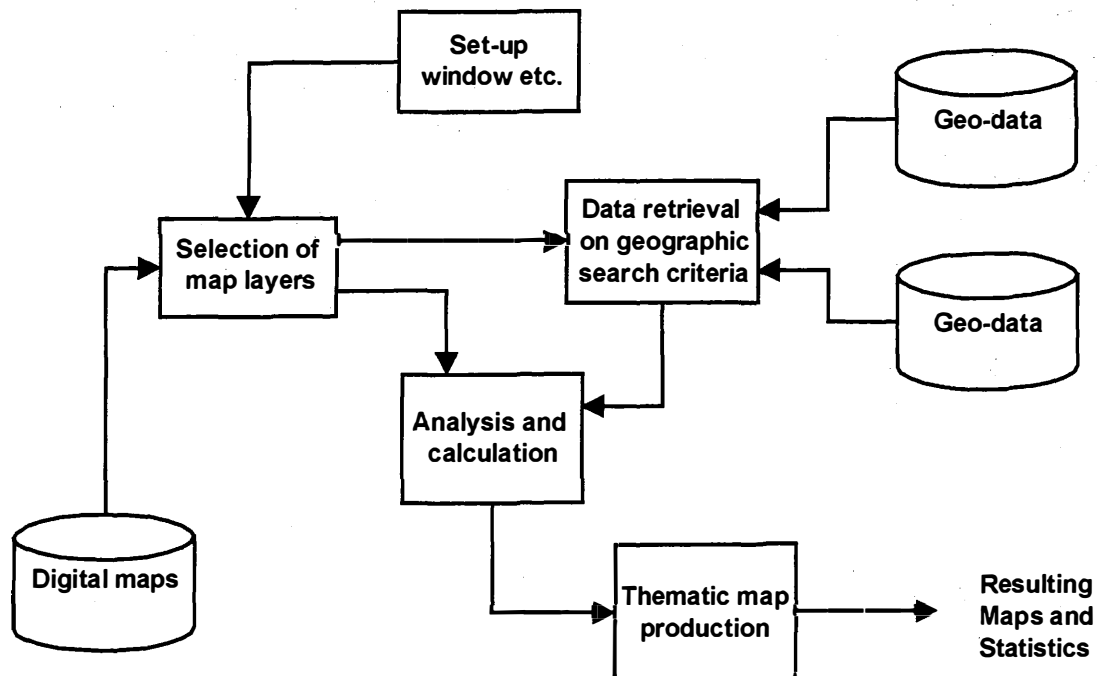 Set-up
window etc.
Geo-data
Data retrieval
on geographic
search criteria
Selection of
map layers
Geo-data
Analysis and
calculation
Digital maps
Thematic map
production
Resulting
Maps and
Statistics